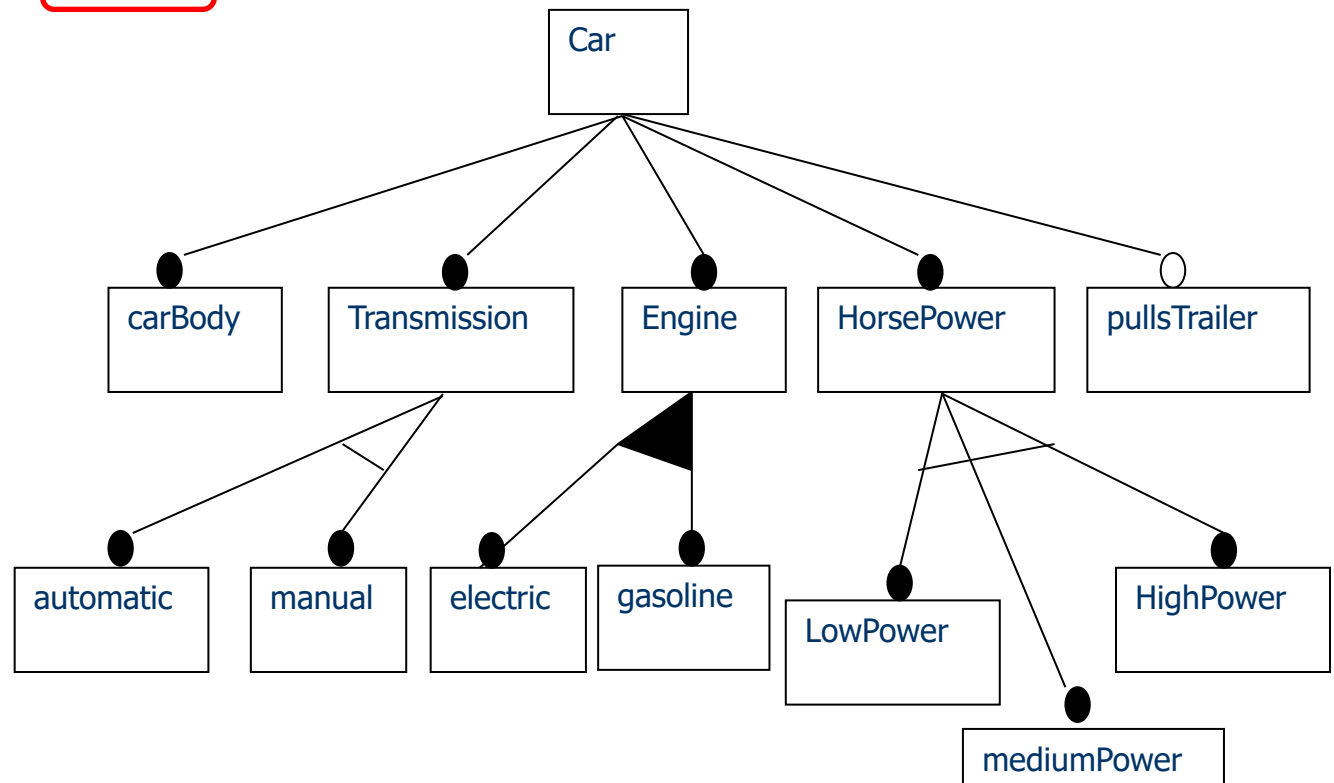 Car
carBody
Transmission
Engine
HorsePower
pullsTrailer
automatic
manual
electric
gasoline
LowPower
HighPower
mediumPower